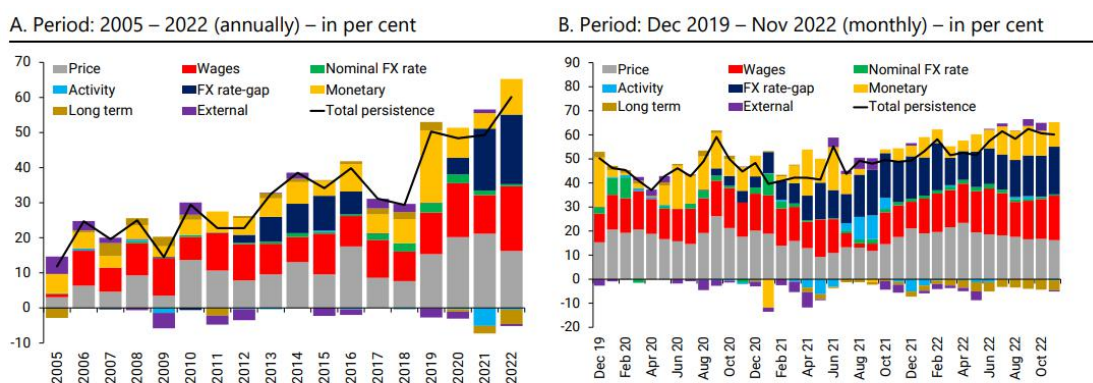 A. Period: 2005 – 2022 (annually) – in per cent
70
60
50
40
30
20
10
0
-10
Price
Wages
Nominal FX rate
Activity
FX rate-gap
Monetary
Long term
External
Total persistence
2005
2006
2007
2008
2009
2010
2011
2012
2013
2014
2015
2016
2017
2018
2019
2020
2021
2022
B. Period: Dec 2019 – Nov 2022 (monthly) – in per cent
90
80
70
60
50
40
30
20
10
0
-10
-20
Price
Wages
Nominal FX rate
Activity
FX rate-gap
Monetary
Long term
External
Total persistence
Dec 19
Feb 20
Apr 20
Jun 20
Aug 20
Oct 20
Dec 20
Feb 21
Apr 21
Jun 21
Aug 21
Oct 21
Dec 21
Feb 22
Apr 22
Jun 22
Aug 22
Oct 22